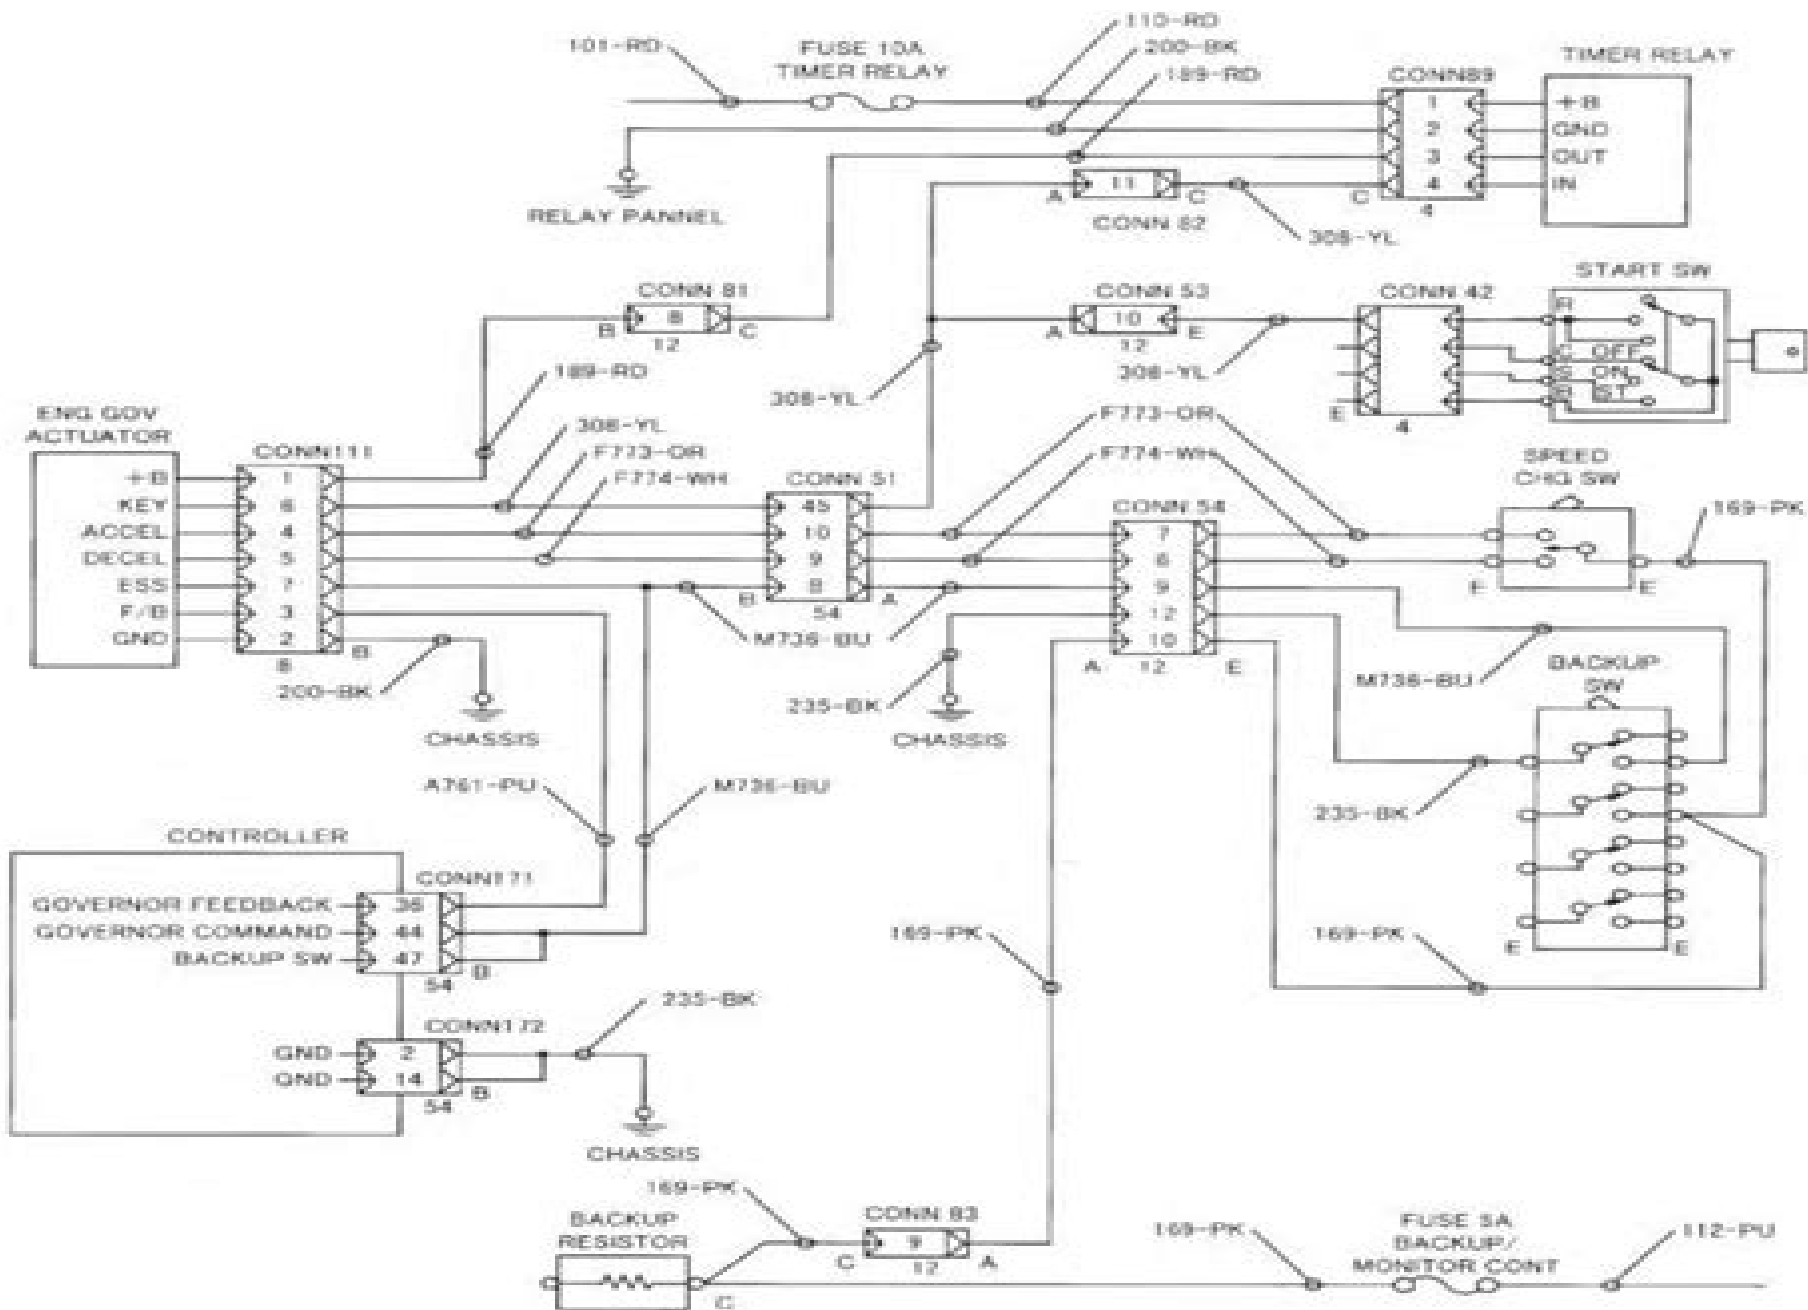 110-RD
101-RD
FUSE 10A
TIMER RELAY
200-BK
189-RD
CONN89
TIMER RELAY
1
+B
2
GND
3
OUT
4
IN
4
A
11
C
C
CONN 82
RELAY PANNEL
308-YL
CONN 81
B
8
C
12
CONN 53
A
10
E
12
308-YL
CONN 42
E
4
START SW
R
OFF
ON
ST
189-RD
308-YL
ENG GOV
ACTUATOR
308-YL
F773-OR
F774-WH
CONN111
+B
1
KEY
6
ACCEL
4
DECEL
5
ESS
7
F/B
3
GND
2
8
B
200-BK
CHASSIS
CONN 51
45
10
9
8
B
54
A
M736-BU
F773-OR
F774-WH
CONN 54
7
6
9
12
10
A
12
E
235-BK
CHASSIS
SPEED
CHG SW
169-PK
F
E
M736-BU
BACKUP
SW
235-BK
E
E
169-PK
A761-PU
M736-BU
CONTROLLER
CONN171
GOVERNOR FEEDBACK
36
GOVERNOR COMMAND
44
BACKUP SW
47
54
B
CONN172
GND
2
GND
14
54
B
235-BK
CHASSIS
169-PK
169-PK
BACKUP
RESISTOR
C
CONN 83
C
9
A
12
169-PK
FUSE 5A
BACKUP/
MONITOR CONT
112-PU